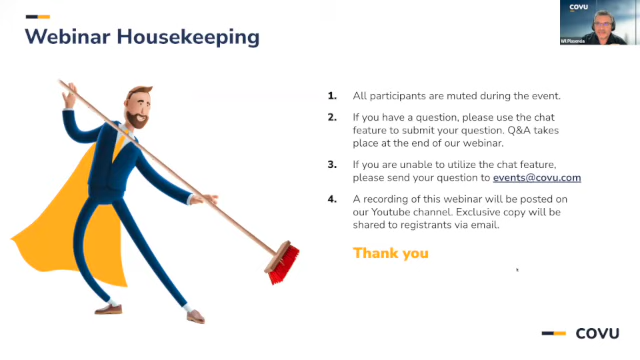 COVU
Webinar Housekeeping
1. All participants are muted during the event.
2. If you have a question, please use the chat
feature to submit your question. Q&A takes
place at the end of our webinar.
3. If you are unable to utilize the chat feature,
please send your question to events@covu.com
4. A recording of this webinar will be posted on
our Youtube channel. Exclusive copy will be
shared to registrants via email.
Thank you
COVU